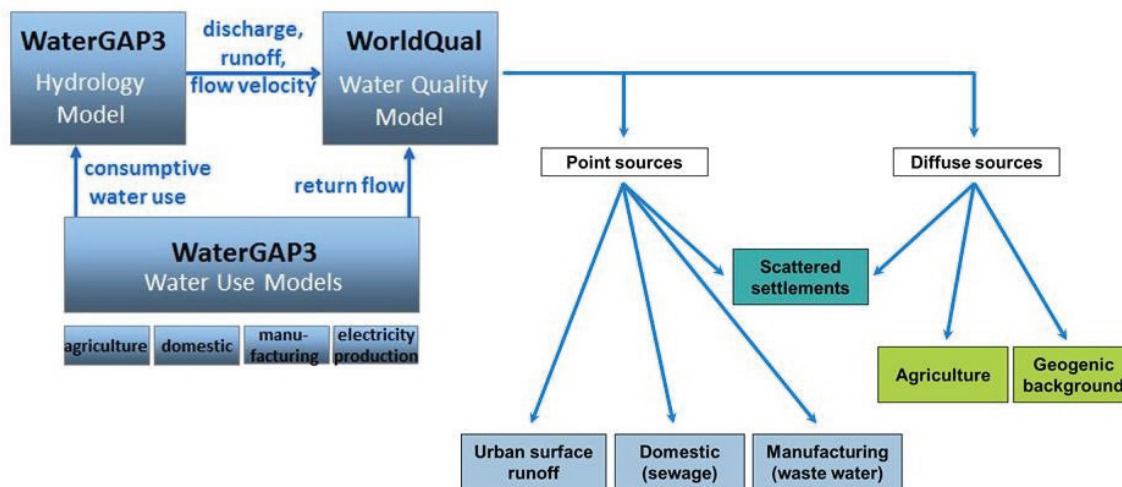 WaterGAP3
Hydrology
Model
discharge,
runoff,
flow velocity
WorldQual
Water Quality
Model
consumptive
water use
return flow
WaterGAP3
Water Use Models
agriculture
domestic
manu-
facturing
electricity
production
Point sources
Diffuse sources
Scattered
settlements
Agriculture
Geogenic
background
Urban surface
runoff
Domestic
(sewage)
Manufacturing
(waste water)